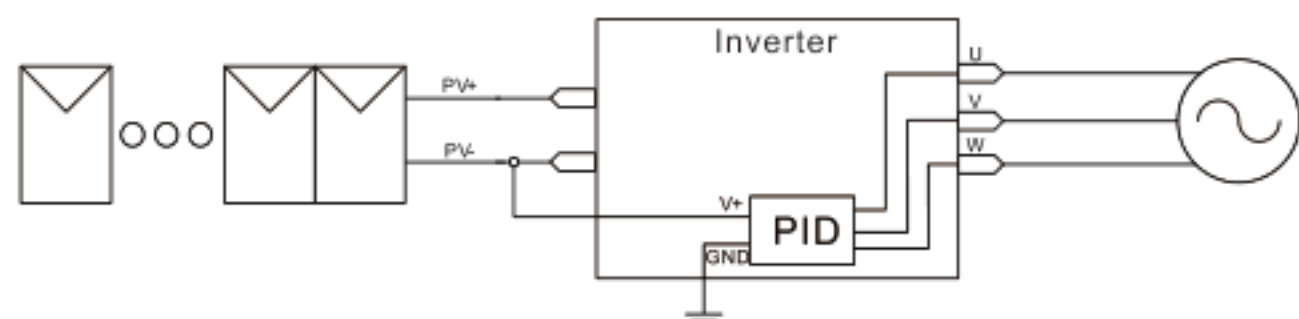 Inverter
PV+
PV-
U
V
W
V+
PID
GND